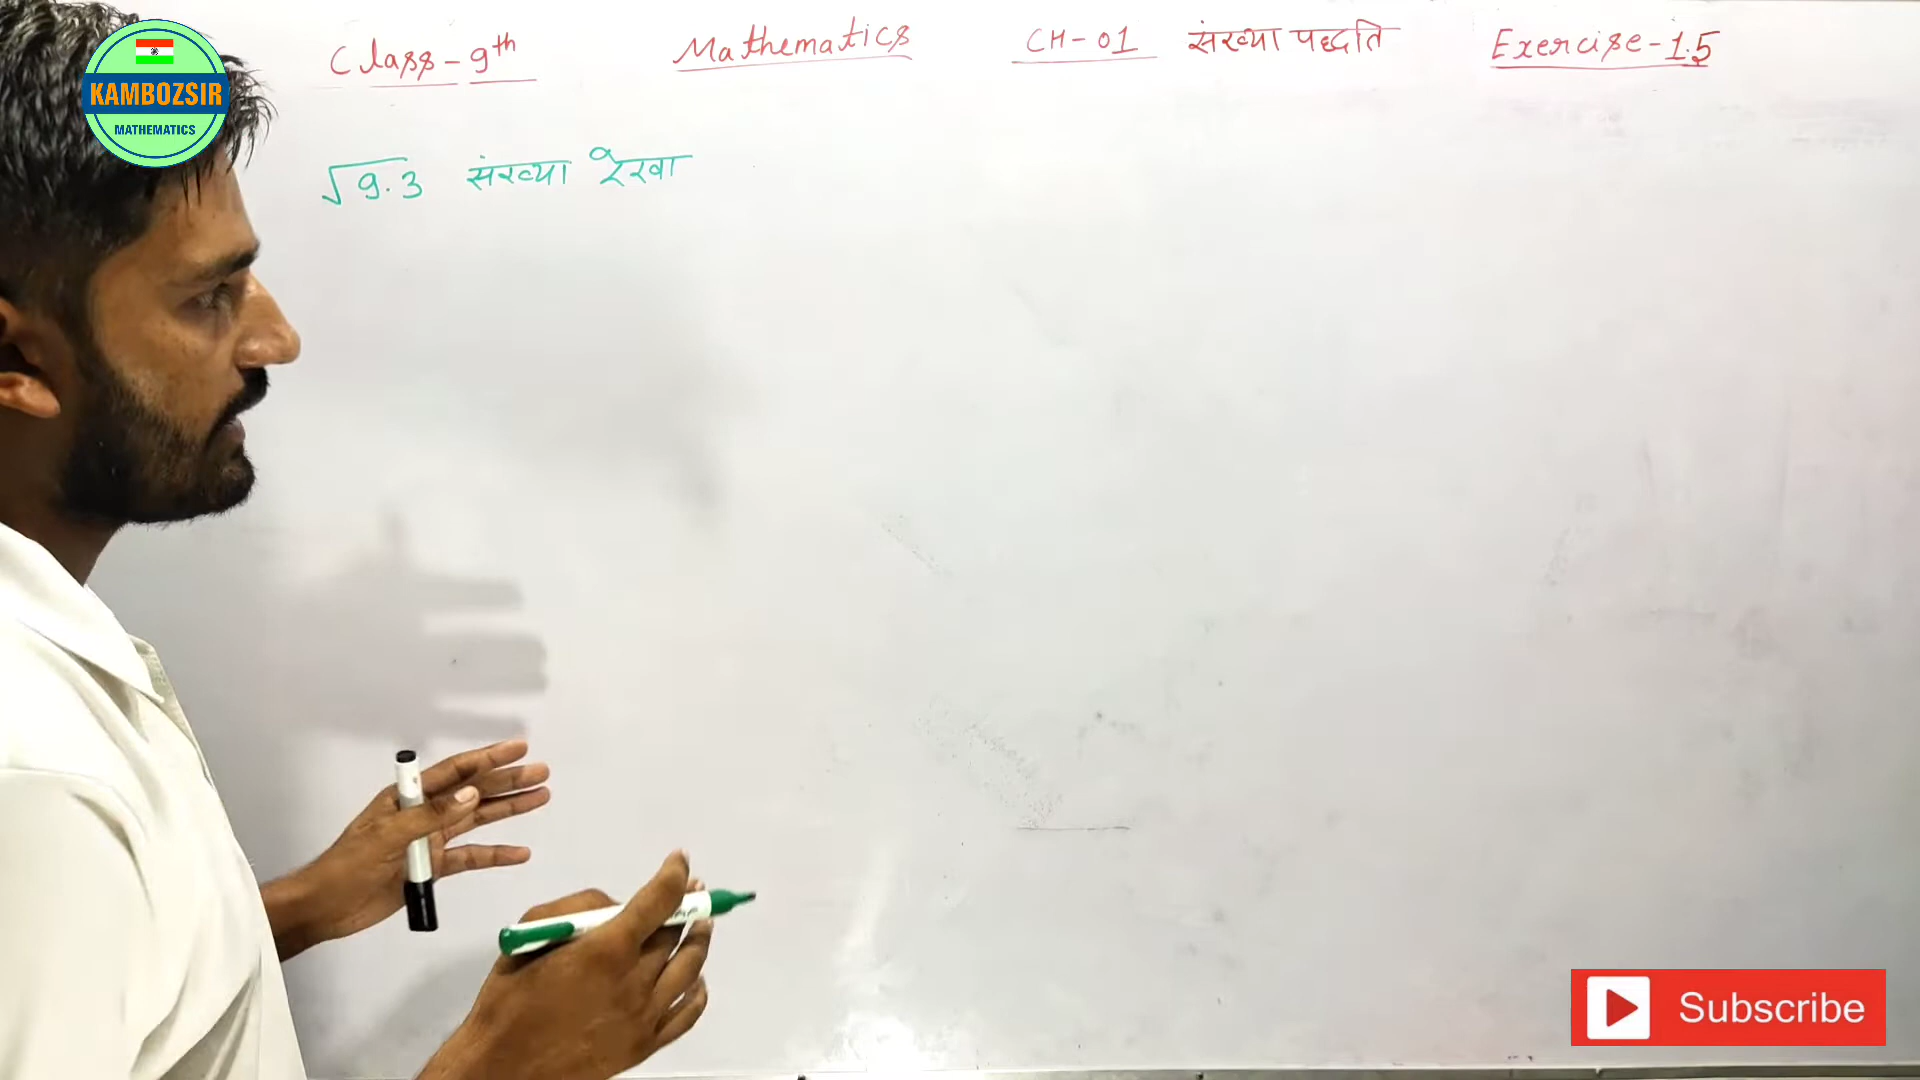 Class-9th Mathematics CH-01 संख्या पद्धति Exercise-1.5
KAMBOZSIR
MATHEMATICS
√9.3 संख्या रेखा
Subscribe